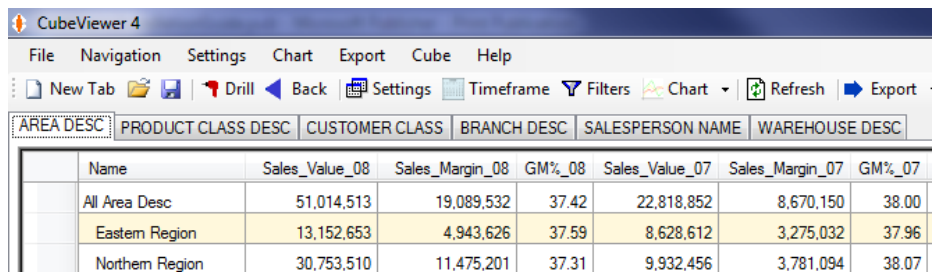 CubeViewer 4
File Navigation Settings Chart Export Cube Help
New Tab Drill Back Settings Timeframe Filters Chart Refresh Export
AREA DESC PRODUCT CLASS DESC CUSTOMER CLASS BRANCH DESC SALESPERSON NAME WAREHOUSE DESC
Name Sales_Value_08 Sales_Margin_08 GM%_08 Sales_Value_07 Sales_Margin_07 GM%_07
All Area Desc 51,014,513 19,089,532 37.42 22,818,852 8,670,150 38.00
Eastern Region 13,152,653 4,943,626 37.59 8,628,612 3,275,032 37.96
Northern Region 30,753,510 11,475,201 37.31 9,932,456 3,781,094 38.07